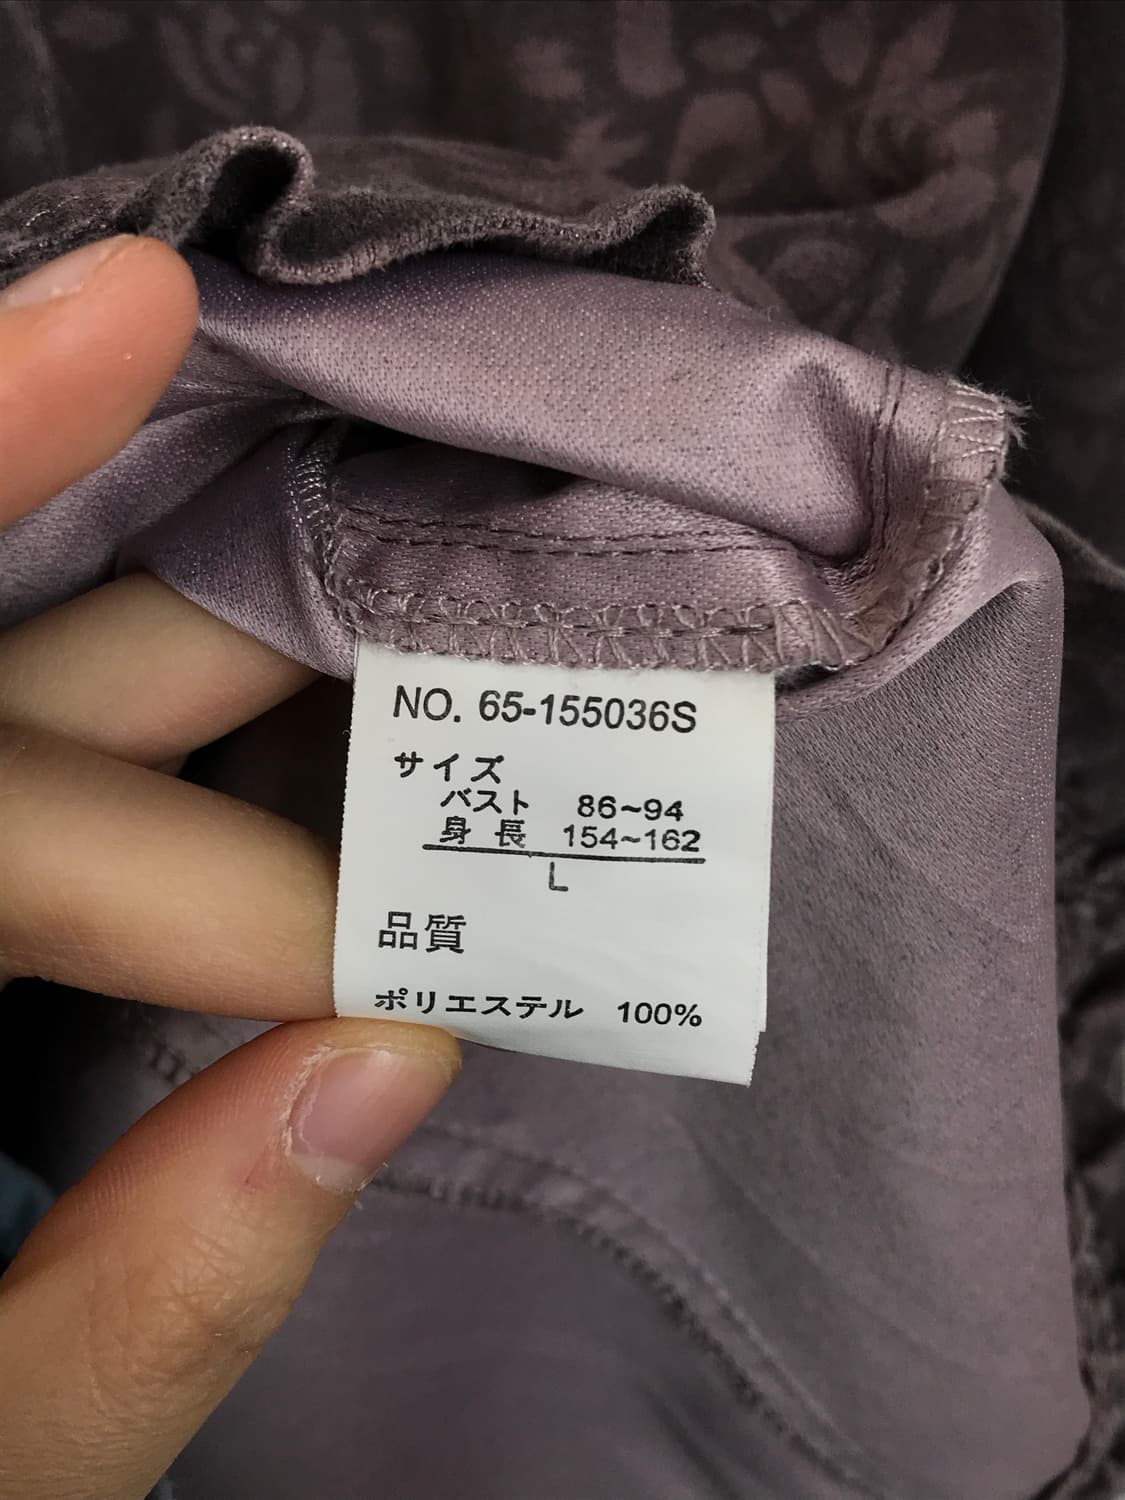 NO. 65-155036S
サイズ
バスト 86~94
身長 154~162
L
品質
ポリエステル 100%